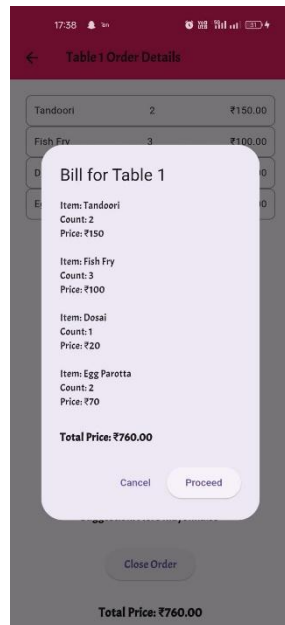 17:38
Table 1 Order Details
Tandoori 2 ₹150.00
Fish Fry 3 ₹100.00
Bill for Table 1
Item: Tandoori
Count: 2
Price: ₹150
Item: Fish Fry
Count: 3
Price: ₹100
Item: Dosai
Count: 1
Price: ₹20
Item: Egg Parotta
Count: 2
Price: ₹70
Total Price: ₹760.00
Cancel Proceed
Close Order
Total Price: ₹760.00